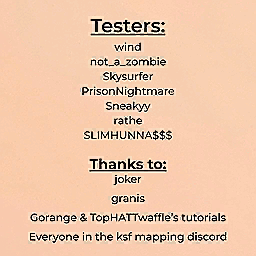 Testers:
wind
not_a_zombie
Skysurfer
PrisonNightmare
Sneakyy
rathe
SLIMHUNNA$$$
Thanks to:
joker
granis
Gorange & TopHATTwaffle's tutorials
Everyone in the ksf mapping discord